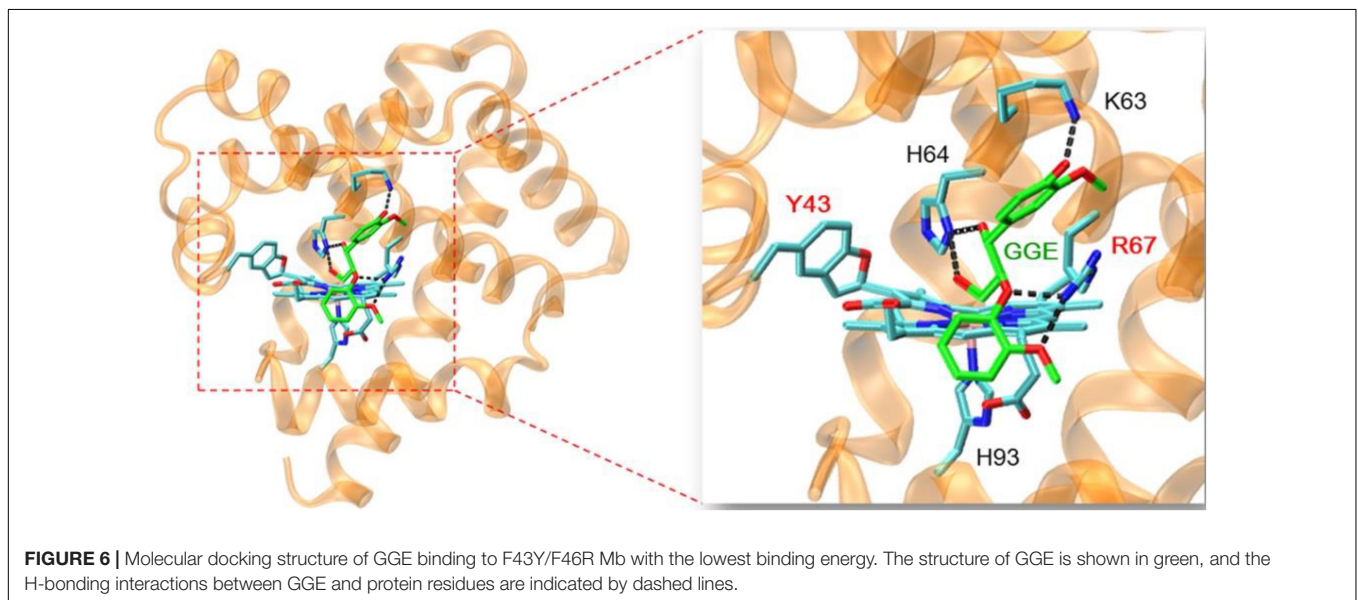 K63
H64
Y43
GGE
R67
H93
FIGURE 6 | Molecular docking structure of GGE binding to F43Y/F46R Mb with the lowest binding energy. The structure of GGE is shown in green, and the
H-bonding interactions between GGE and protein residues are indicated by dashed lines.